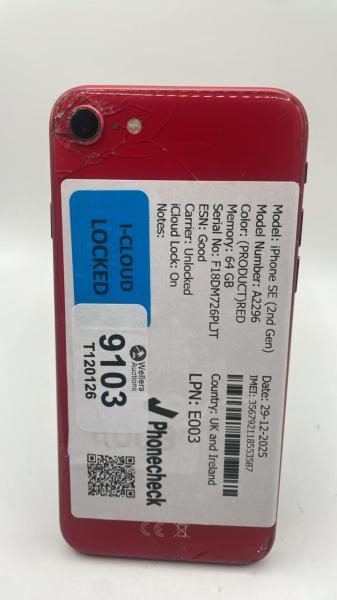 Model: iPhone SE (2nd Gen)
Model Number: A2296
Color: (PRODUCT)RED
Memory: 64 GB
Serial No: F18DM726PLJT
ESN: Good
Carrier: Unlocked
iCloud Lock: On
Notes:
Date: 29-12-2025
IMEI: 356792118553587
Country: UK and Ireland
LPN: E003
Phonecheck
I-CLOUD
LOCKED
Wellers
Auctions
9103
T120126